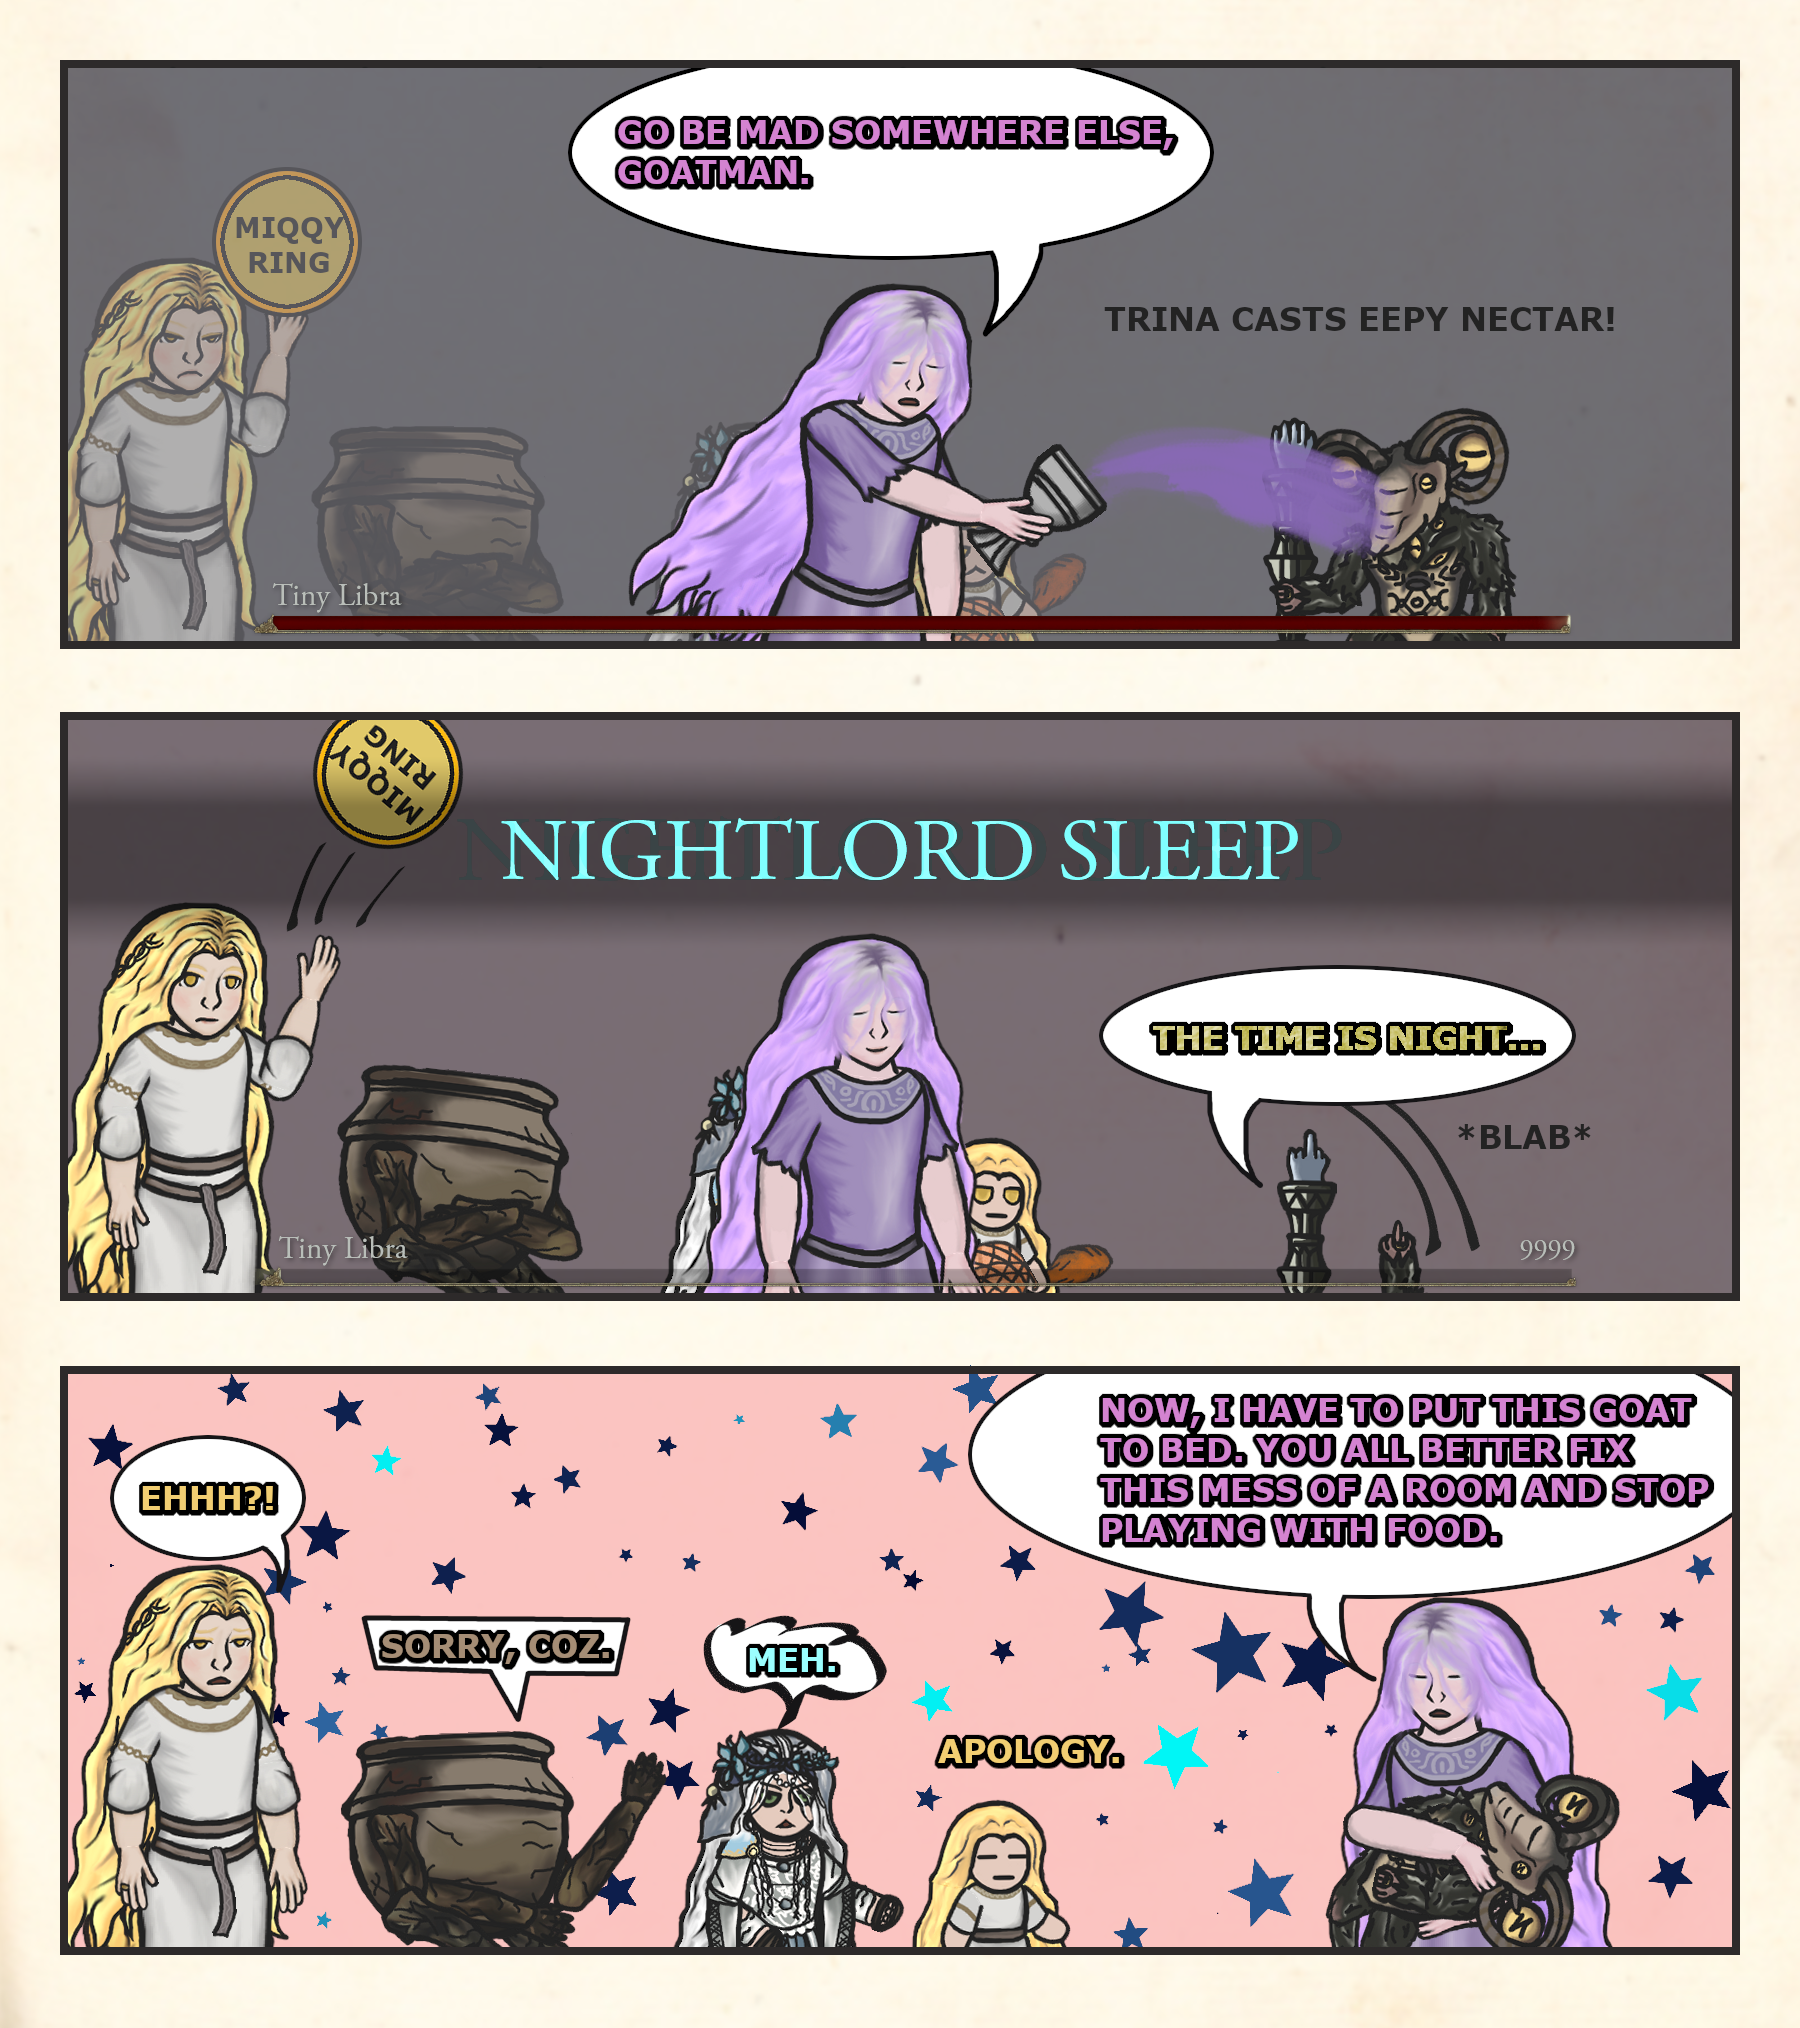 GO BE MAD SOMEWHERE ELSE,
GOATMAN.
MIQQY
RING
TRINA CASTS EEPY NECTAR!
Tiny Libra
MIQQY
RING
NIGHTLORD SLEEP
THE TIME IS NIGHT...
*BLAB*
Tiny Libra
9999
NOW, I HAVE TO PUT THIS GOAT
TO BED. YOU ALL BETTER FIX
THIS MESS OF A ROOM AND STOP
PLAYING WITH FOOD.
EHHH?!
SORRY, COZ.
MEH.
APOLOGY.